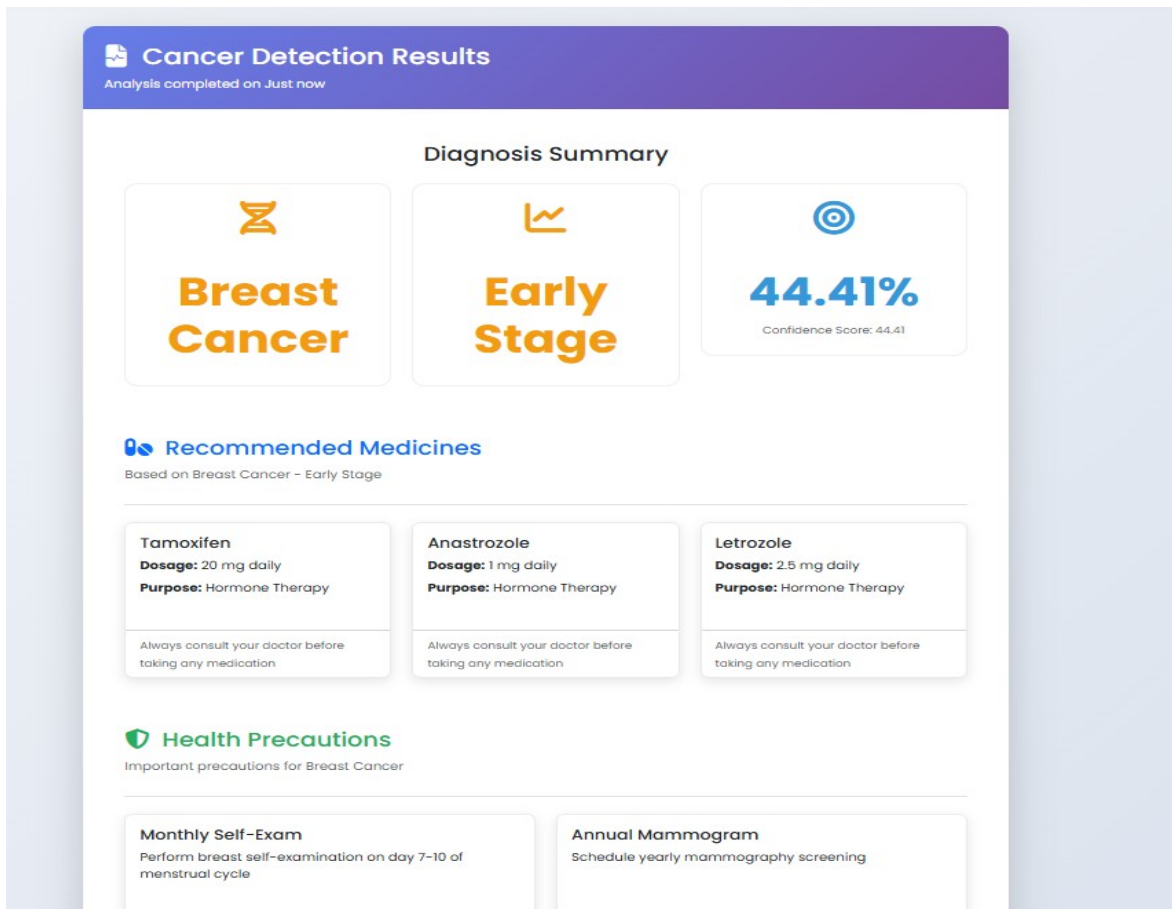 Cancer Detection Results
Analysis completed on Just now
Diagnosis Summary
Breast
Cancer
Early
Stage
44.41%
Confidence Score: 44.41
Recommended Medicines
Based on Breast Cancer - Early Stage
Tamoxifen
Dosage: 20 mg daily
Purpose: Hormone Therapy
Always consult your doctor before
taking any medication
Anastrozole
Dosage: 1 mg daily
Purpose: Hormone Therapy
Always consult your doctor before
taking any medication
Letrozole
Dosage: 2.5 mg daily
Purpose: Hormone Therapy
Always consult your doctor before
taking any medication
Health Precautions
Important precautions for Breast Cancer
Monthly Self-Exam
Perform breast self-examination on day 7-10 of
menstrual cycle
Annual Mammogram
Schedule yearly mammography screening